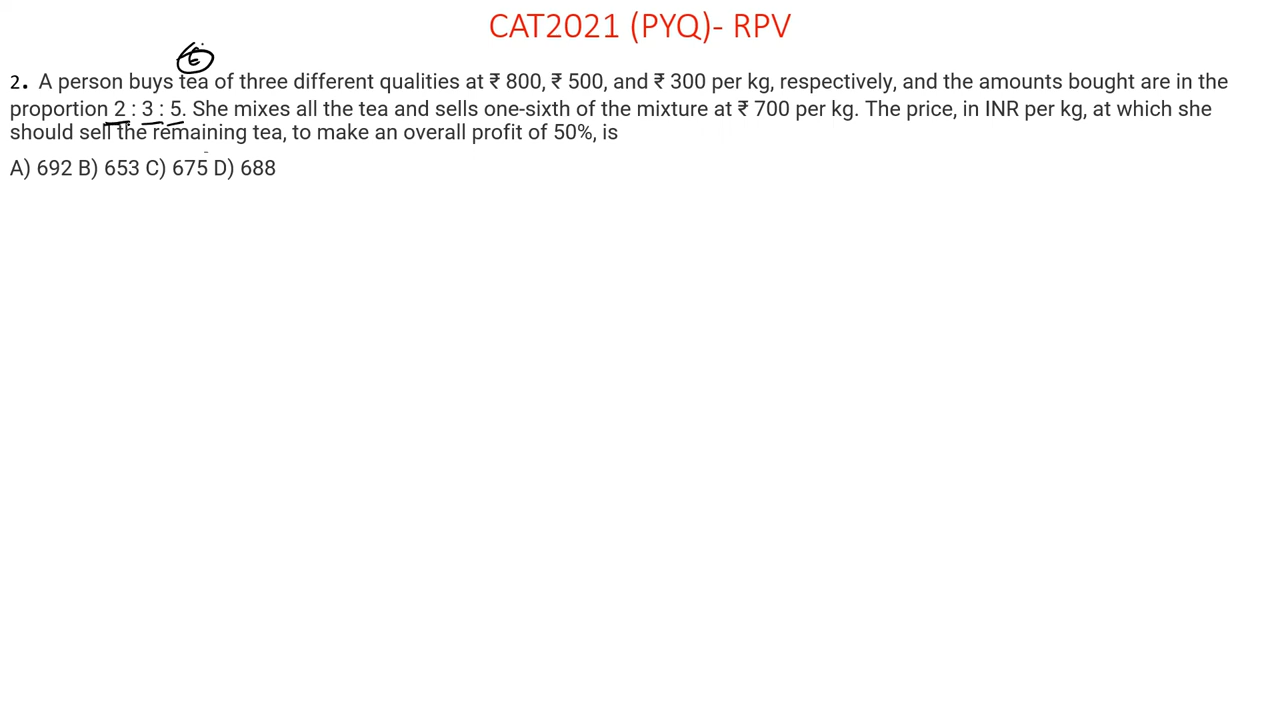 CAT2021 (PYQ)- RPV
2. A person buys tea of three different qualities at ₹ 800, ₹ 500, and ₹ 300 per kg, respectively, and the amounts bought are in the
proportion 2 : 3 : 5. She mixes all the tea and sells one-sixth of the mixture at ₹ 700 per kg. The price, in INR per kg, at which she
should sell the remaining tea, to make an overall profit of 50%, is
A) 692 B) 653 C) 675 D) 688